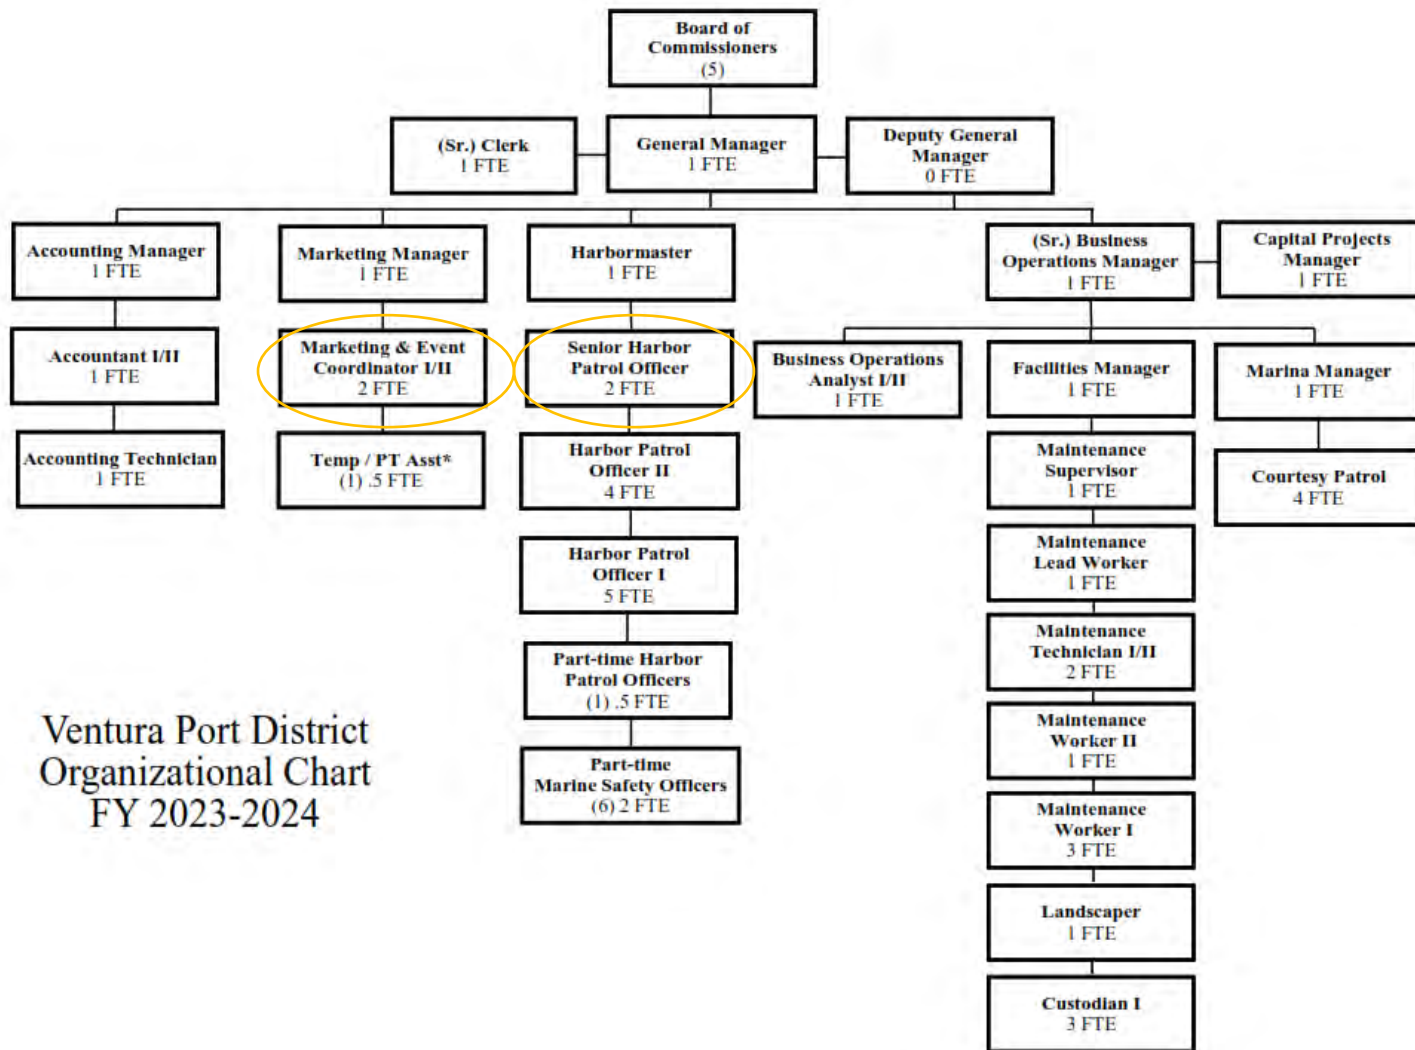 Board of
Commissioners
(5)
(Sr.) Clerk
1 FTE
General Manager
1 FTE
Deputy General
Manager
0 FTE
Accounting Manager
1 FTE
Marketing Manager
1 FTE
Harbormaster
1 FTE
(Sr.) Business
Operations Manager
1 FTE
Capital Projects
Manager
1 FTE
Accountant I/II
1 FTE
Marketing & Event
Coordinator I/II
2 FTE
Senior Harbor
Patrol Officer
2 FTE
Business Operations
Analyst I/II
1 FTE
Facilities Manager
1 FTE
Marina Manager
1 FTE
Accounting Technician
1 FTE
Temp / PT Asst*
(1) .5 FTE
Harbor Patrol
Officer II
4 FTE
Maintenance
Supervisor
1 FTE
Courtesy Patrol
4 FTE
Harbor Patrol
Officer I
5 FTE
Maintenance
Lead Worker
1 FTE
Part-time Harbor
Patrol Officers
(1) .5 FTE
Maintenance
Technician I/II
2 FTE
Part-time
Marine Safety Officers
(6) 2 FTE
Maintenance
Worker II
1 FTE
Maintenance
Worker I
3 FTE
Landscaper
1 FTE
Custodian I
3 FTE
Ventura Port District
Organizational Chart
FY 2023-2024